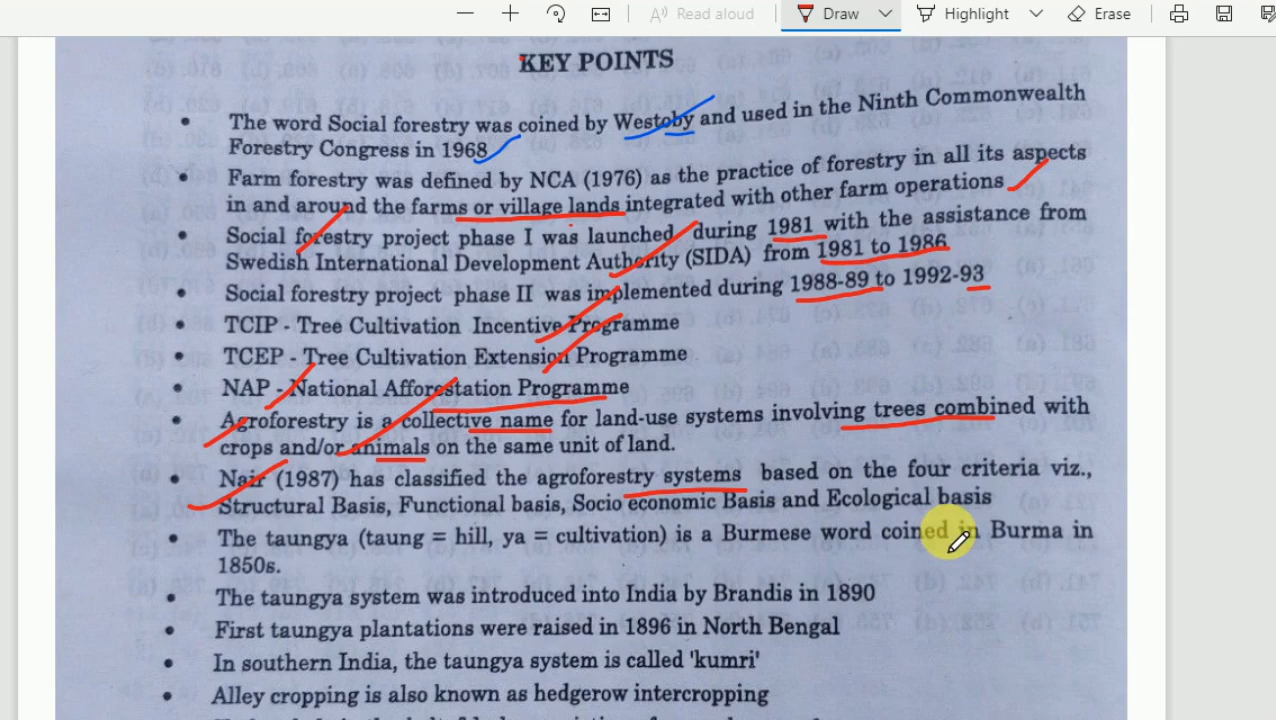 Read aloud
Draw
Highlight
Erase
KEY POINTS
• The word Social forestry was coined by Westoby and used in the Ninth Commonwealth
Forestry Congress in 1968
• Farm forestry was defined by NCA (1976) as the practice of forestry in all its aspects
in and around the farms or village lands integrated with other farm operations
• Social forestry project phase I was launched during 1981 with the assistance from
Swedish International Development Authority (SIDA) from 1981 to 1986
• Social forestry project phase II was implemented during 1988-89 to 1992-93
• TCIP - Tree Cultivation Incentive Programme
• TCEP - Tree Cultivation Extension Programme
• NAP - National Afforestation Programme
• Agroforestry is a collective name for land-use systems involving trees combined with
crops and/or animals on the same unit of land.
• Nair (1987) has classified the agroforestry systems based on the four criteria viz.,
Structural Basis, Functional basis, Socio economic Basis and Ecological basis
• The taungya (taung = hill, ya = cultivation) is a Burmese word coined in Burma in
1850s.
• The taungya system was introduced into India by Brandis in 1890
• First taungya plantations were raised in 1896 in North Bengal
• In southern India, the taungya system is called 'kumri'
• Alley cropping is also known as hedgerow intercropping